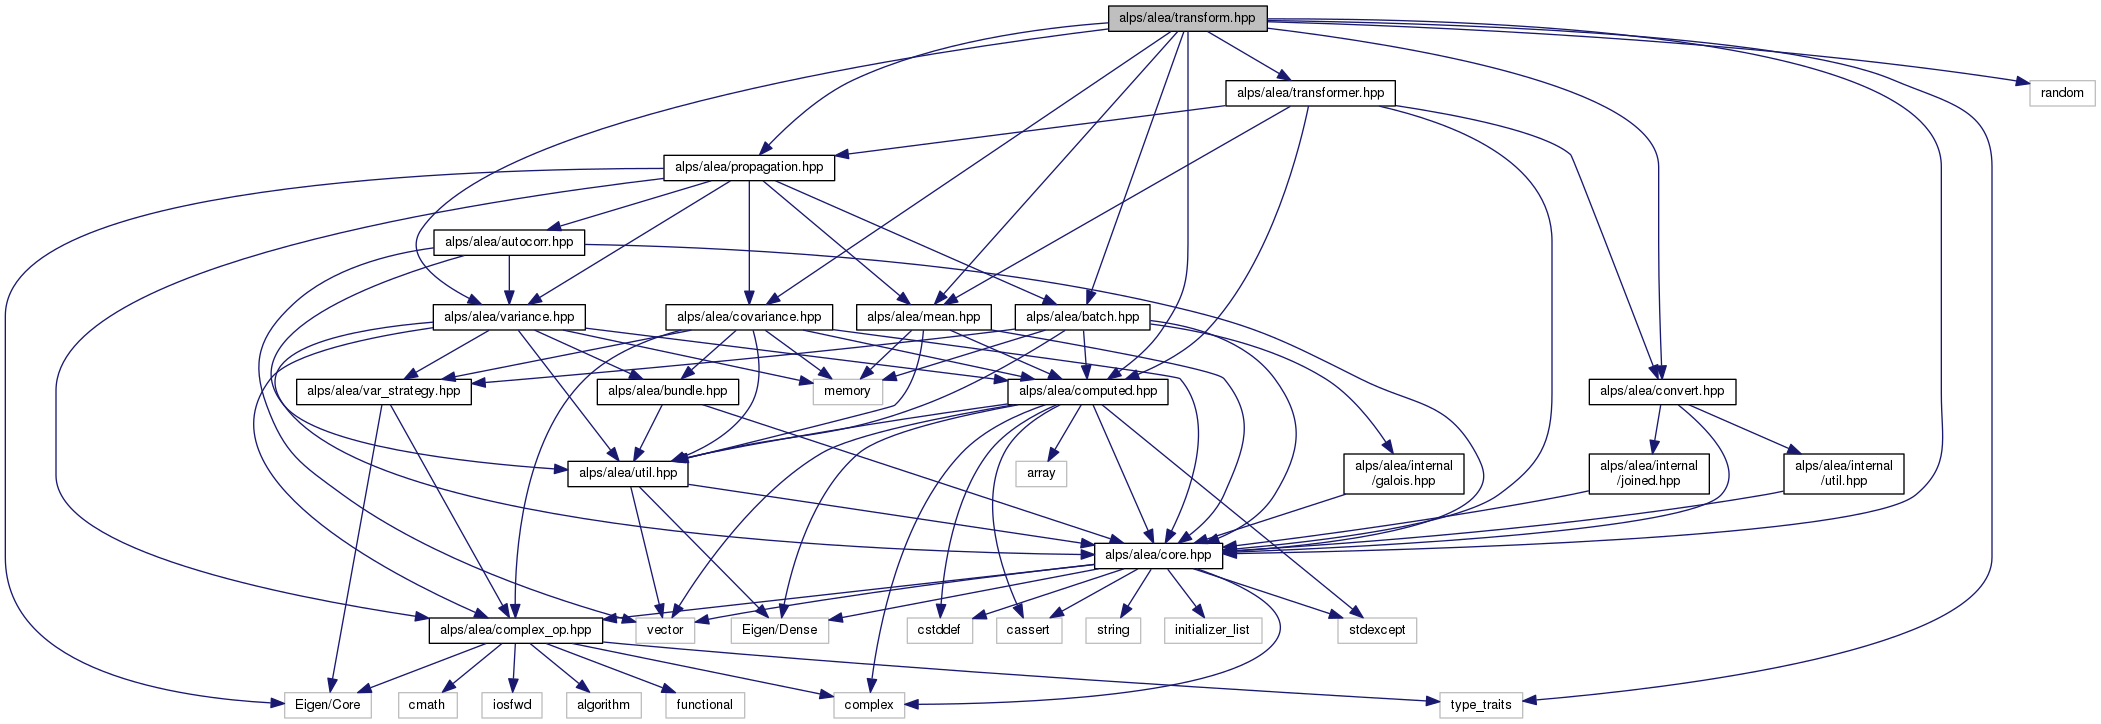 alps/alea/transform.hpp
alps/alea/transformer.hpp
random
alps/alea/propagation.hpp
alps/alea/autocorr.hpp
alps/alea/variance.hpp
alps/alea/covariance.hpp
alps/alea/mean.hpp
alps/alea/batch.hpp
alps/alea/var_strategy.hpp
alps/alea/bundle.hpp
memory
alps/alea/computed.hpp
alps/alea/convert.hpp
alps/alea/util.hpp
array
alps/alea/internal
/galois.hpp
alps/alea/internal
/joined.hpp
alps/alea/internal
/util.hpp
alps/alea/core.hpp
alps/alea/complex_op.hpp
vector
Eigen/Dense
cstddef
cassert
string
initializer_list
stdexcept
Eigen/Core
cmath
iosfwd
algorithm
functional
complex
type_traits